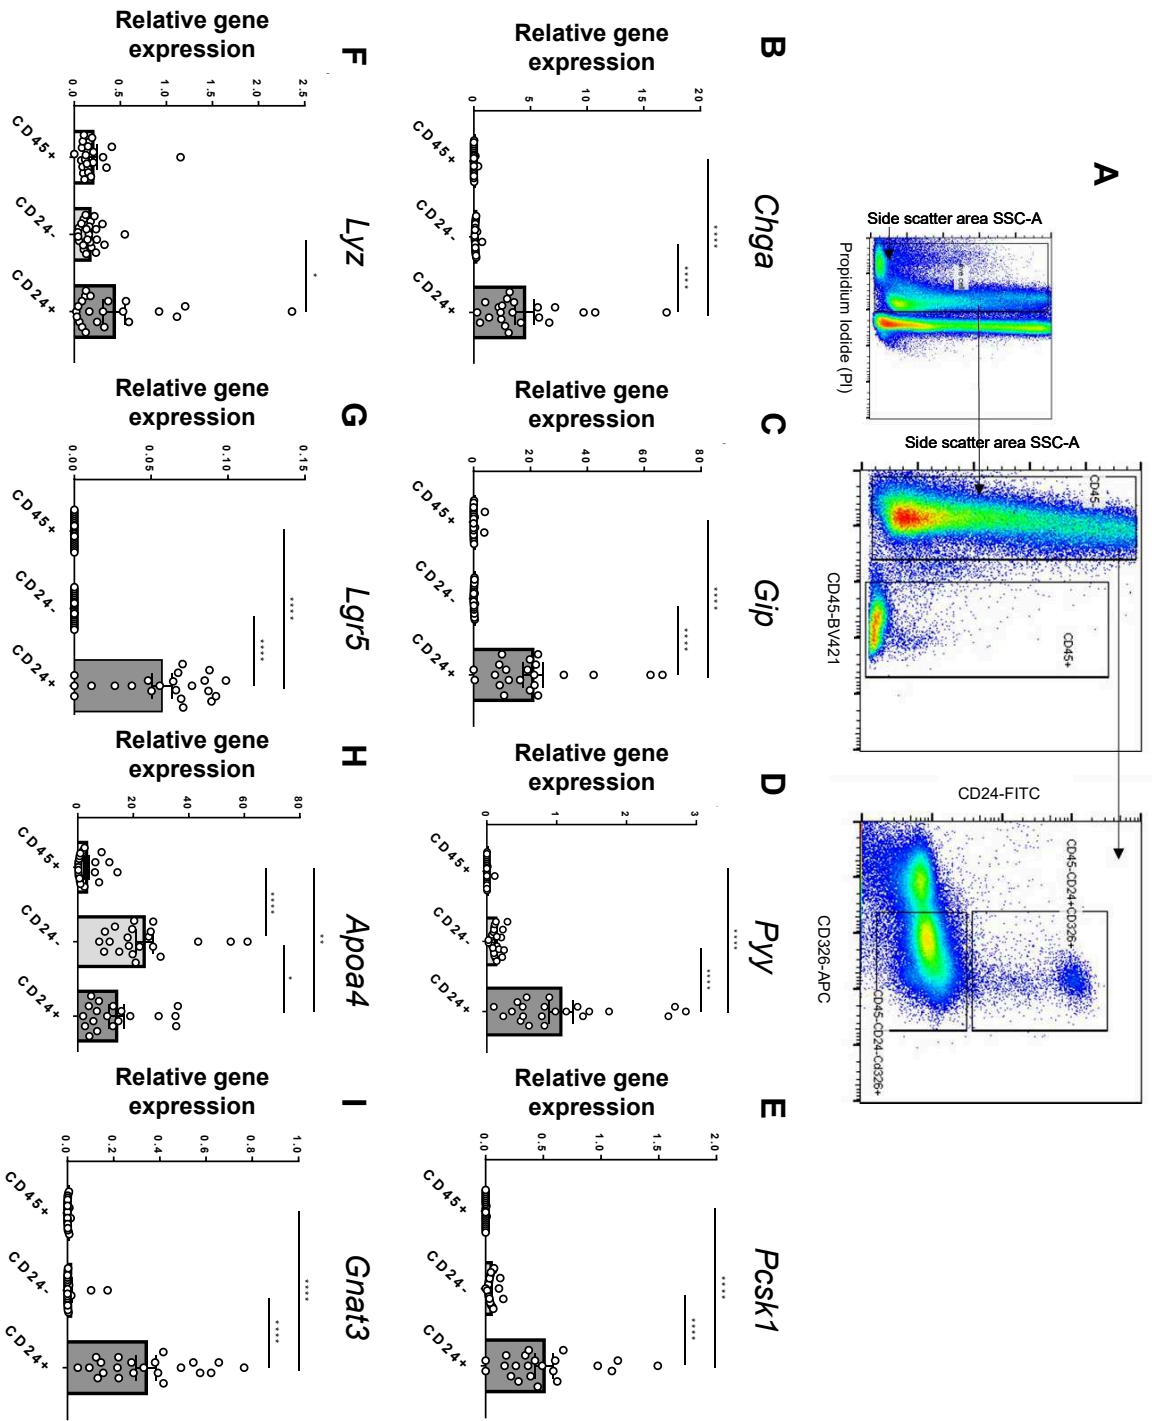 A
Side scatter area SSC-A
Propidium Iodide (PI)
Side scatter area SSC-A
CD45-
CD45+
CD45-BV421
CD24-FITC
CD45-CD24+CD326+
CD45-CD24-Cd326+
CD326-APC
B
Chga
Relative gene
expression
20
15
10
5
0
CD45+
CD24-
CD24+
****
****
C
Gip
Relative gene
expression
80
60
40
20
0
CD45+
CD24-
CD24+
****
****
D
Pyy
Relative gene
expression
3
2
1
0
CD45+
CD24-
CD24+
****
****
E
Pcsk1
Relative gene
expression
2.0
1.5
1.0
0.5
0.0
CD45+
CD24-
CD24+
****
****
F
Lyz
Relative gene
expression
2.5
2.0
1.5
1.0
0.5
0.0
CD45+
CD24-
CD24+
*
G
Lgr5
Relative gene
expression
0.15
0.10
0.05
0.00
CD45+
CD24-
CD24+
****
****
H
Apoa4
Relative gene
expression
80
60
40
20
0
CD45+
CD24-
CD24+
**
****
*
I
Gnat3
Relative gene
expression
1.0
0.8
0.6
0.4
0.2
0.0
CD45+
CD24-
CD24+
****
****